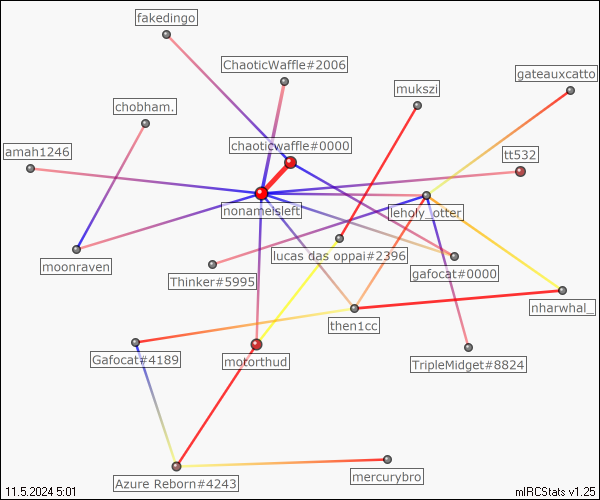 fakedingo
ChaoticWaffle#2006
gateauxcatto
mukszi
chobham.
chaoticwaffle#0000
amah1246
tt532
nonameisleft
leholy_otter
lucas das oppai#2396
moonraven
gafocat#0000
Thinker#5995
nharwhal_
then1cc
Gafocat#4189
motorthud
TripleMidget#8824
mercurybro
Azure Reborn#4243
11.5.2024 5:01
mIRCStats v1.25